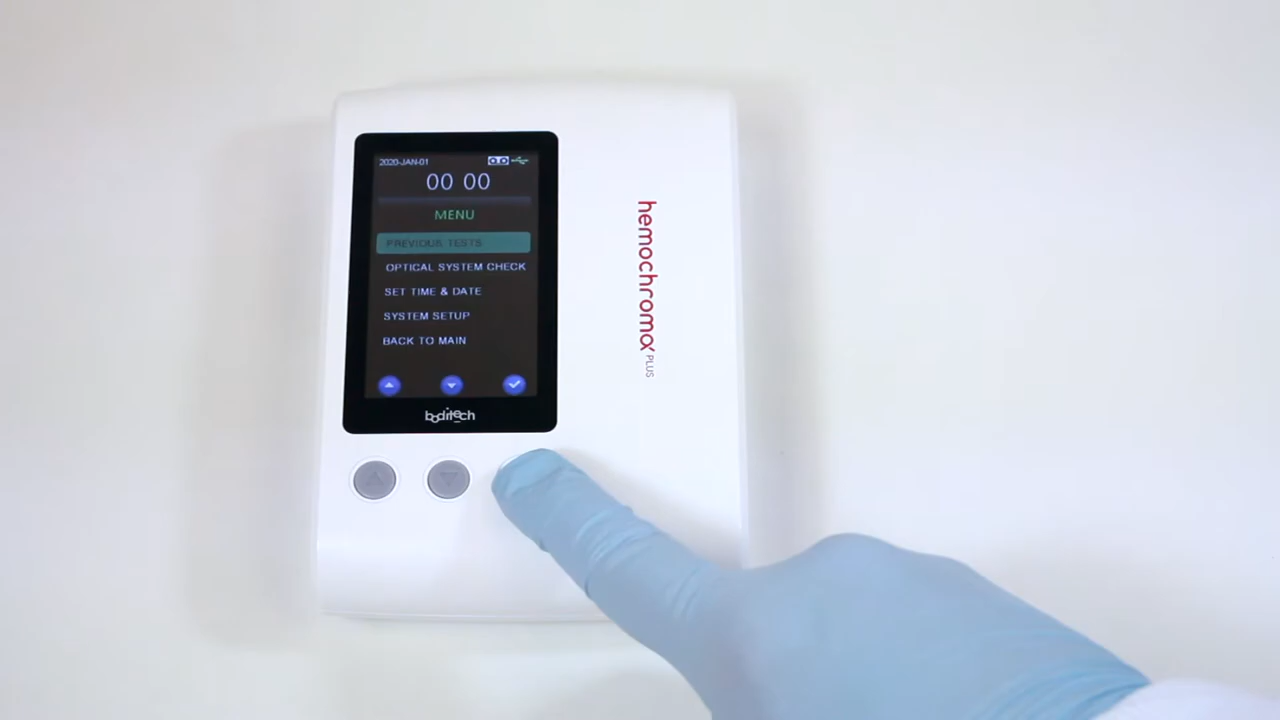 2020-JAN-01
00 00
MENU
PREVIOUS TESTS
OPTICAL SYSTEM CHECK
SET TIME & DATE
SYSTEM SETUP
BACK TO MAIN
boditech
hemochroma PLUS